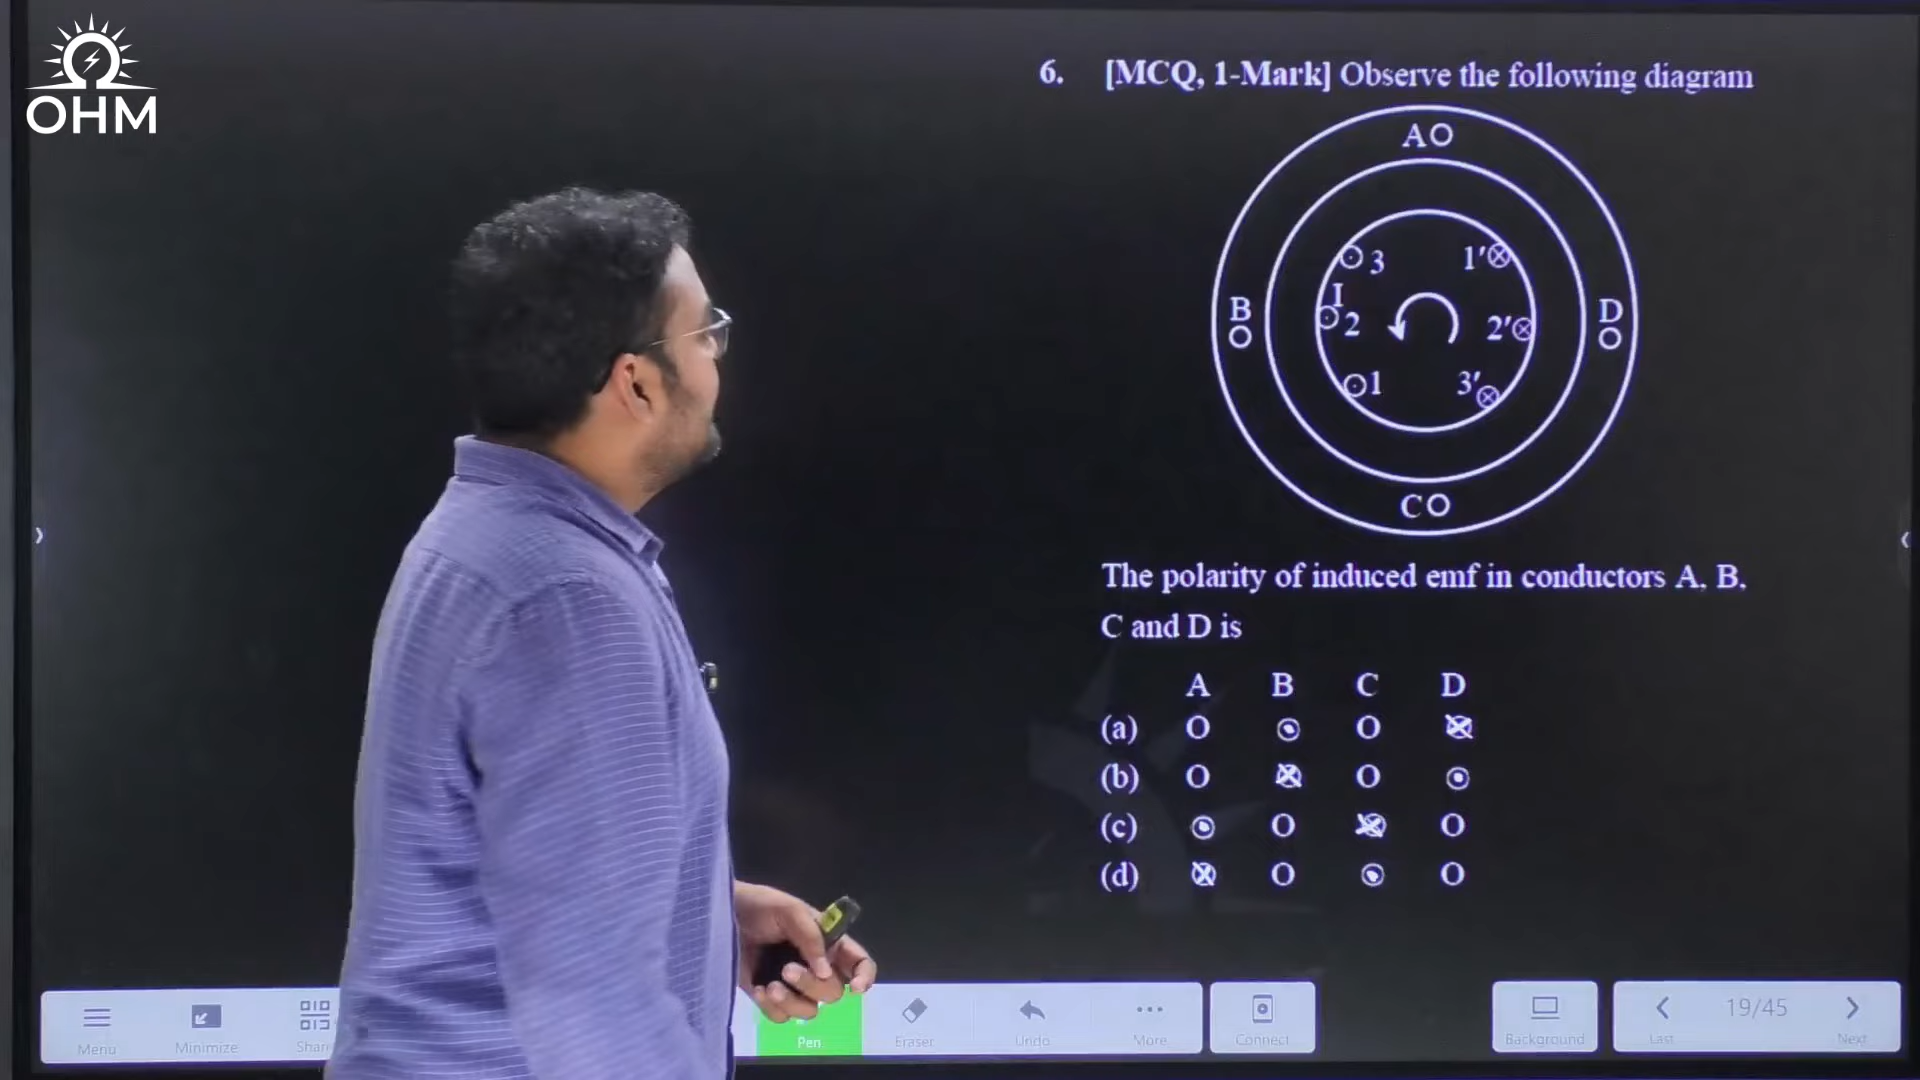 OHM
6. [MCQ, 1-Mark] Observe the following diagram
A
3 1′
B I D
2 2′
1 3′
C
The polarity of induced emf in conductors A, B,
C and D is
A B C D
(a) O ⊙ O ⊗
(b) O ⊗ O ⊙
(c) ⊙ O ⊗ O
(d) ⊗ O ⊙ O
Menu Minimize Share Pen Eraser Undo More Connect Background Last 19/45 Next